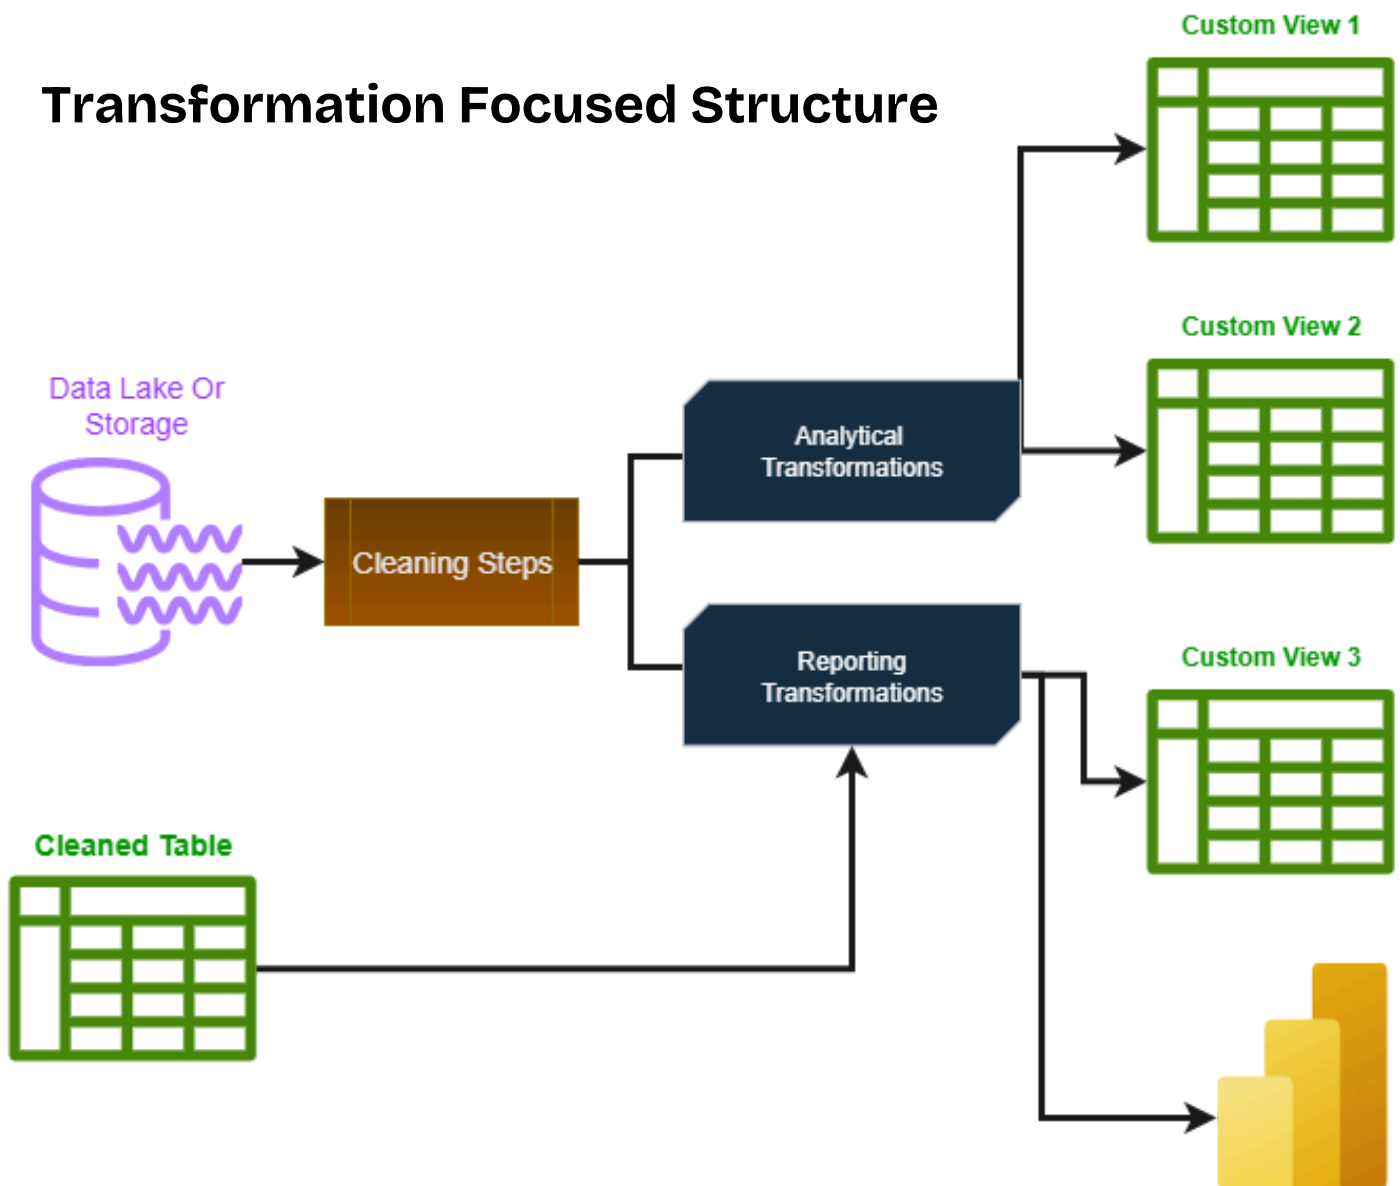 Transformation Focused Structure
Custom View 1
Custom View 2
Data Lake Or
Storage
Cleaning Steps
Analytical
Transformations
Reporting
Transformations
Custom View 3
Cleaned Table